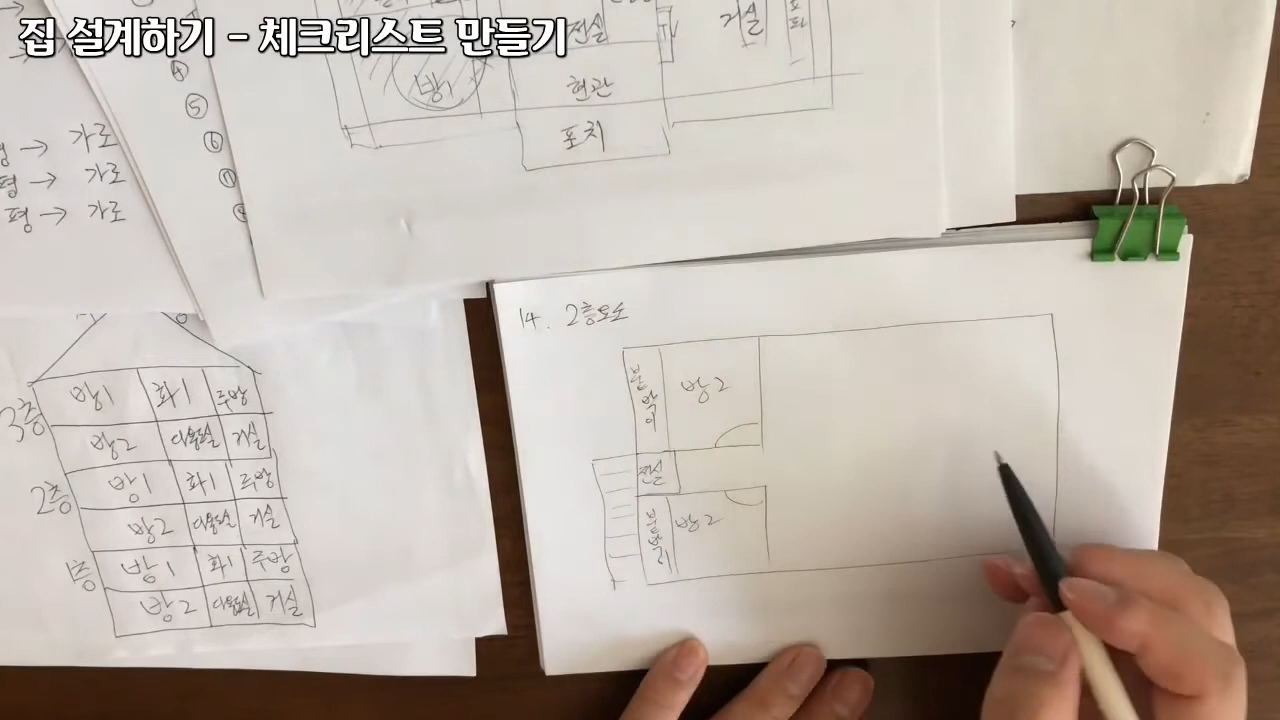 집 설계하기 - 체크리스트 만들기
전실
거실
방1
현관
포치
④
⑤
⑥
평 → 가로
평 → 가로
평 → 가로
3층
방1 화1 주방
방2 다용도실 거실
2층
방1 화1 주방
방2 다용도실 거실
1층
방1 화1 주방
방2 다용도실 거실
14. 2층요소
붙박이
방2
전실
붙박이
방2